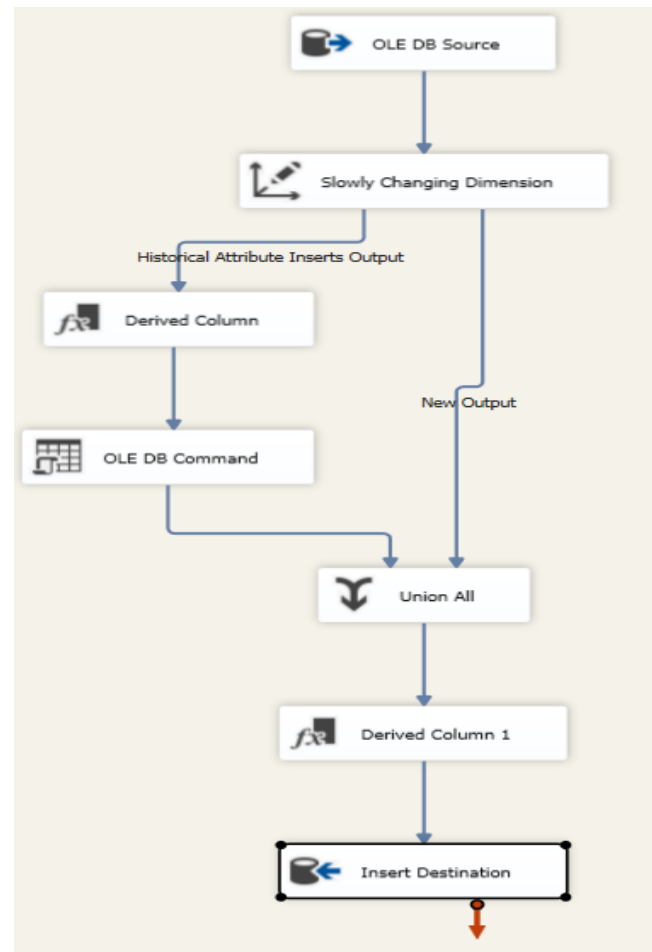 OLE DB Source
Slowly Changing Dimension
Historical Attribute Inserts Output
Derived Column
New Output
OLE DB Command
Union All
Derived Column 1
Insert Destination